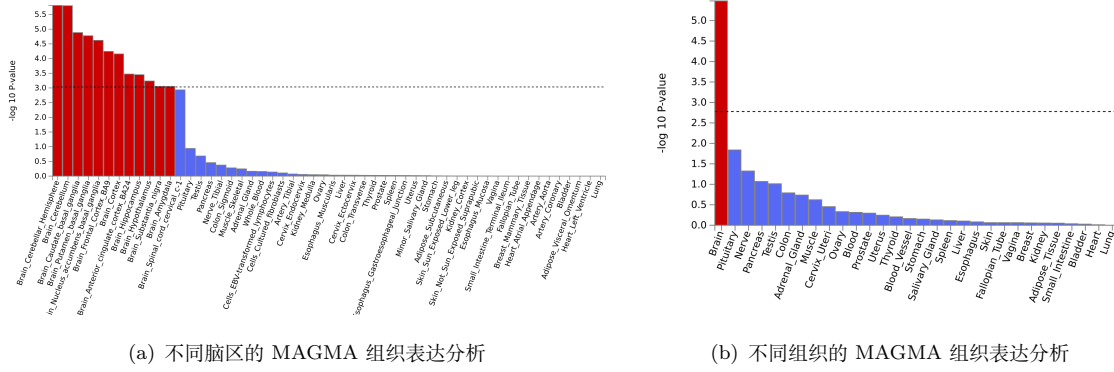 -log 10 P-value
5.5
5.0
4.5
4.0
3.5
3.0
2.5
2.0
1.5
1.0
0.5
0.0
Brain_Cerebellar_Hemisphere
Brain_Cerebellum
Brain_Caudate_basal_ganglia
Brain_Putamen_basal_ganglia
in_Nucleus_accumbens_basal_ganglia
Brain_Frontal_Cortex_BA9
Brain_Cortex
Brain_Anterior_cingulate_cortex_BA24
Brain_Hippocampus
Brain_Hypothalamus
Brain_Substantia_nigra
Brain_Amygdala
Brain_Spinal_cord_cervical_c-1
Pituitary
Testis
Pancreas
Nerve_Tibial
Colon_Sigmoid
Muscle_Skeletal
Adrenal_Gland
Whole_Blood
Cells_EBV-transformed_lymphocytes
Cells_Cultured_fibroblasts
Artery_Tibial
Cervix_Endocervix
Kidney_Medulla
Ovary
Esophagus_Muscularis
Liver
Cervix_Ectocervix
Colon_Transverse
Thyroid
Prostate
Spleen
Esophagus_Gastroesophageal_Junction
Uterus
Minor_Salivary_Gland
Stomach
Adipose_Subcutaneous
Skin_Sun_Exposed_Lower_leg
Kidney_Cortex
Skin_Not_Sun_Exposed_Suprapubic
Esophagus_Mucosa
Vagina
Small_Intestine_Terminal_Ileum
Fallopian_Tube
Breast_Mammary_Tissue
Heart_Atrial_Appendage
Artery_Aorta
Artery_Coronary
Bladder
Adipose_Visceral_Omentum
Heart_Left_Ventricle
Lung
(a) 不同脑区的 MAGMA 组织表达分析
-log 10 P-value
5.0
4.5
4.0
3.5
3.0
2.5
2.0
1.5
1.0
0.5
0.0
Brain
Pituitary
Nerve
Pancreas
Testis
Colon
Adrenal_Gland
Muscle
Cervix_Uteri
Ovary
Blood
Prostate
Uterus
Thyroid
Blood_Vessel
Stomach
Salivary_Gland
Spleen
Liver
Esophagus
Skin
Fallopian_Tube
Vagina
Breast
Kidney
Adipose_Tissue
Small_Intestine
Bladder
Heart
Lung
(b) 不同组织的 MAGMA 组织表达分析